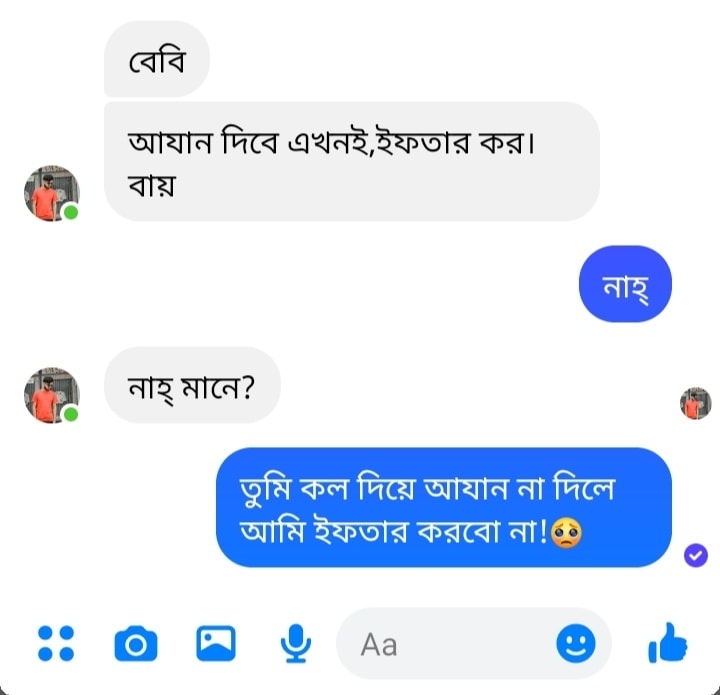 বেবি
আযান দিবে এখনই,ইফতার কর।
বায়
নাহ্
নাহ্ মানে?
তুমি কল দিয়ে আযান না দিলে
আমি ইফতার করবো না!🥺
Aa